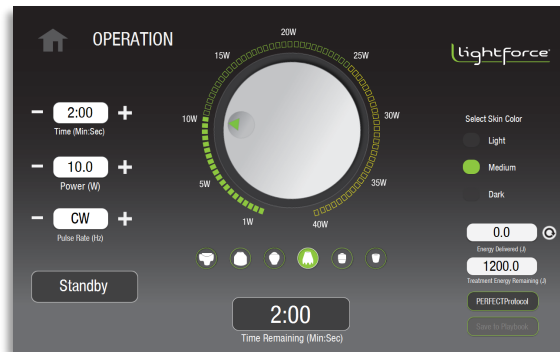 OPERATION
20W
15W
25W
lightforce®
2:00
Time (Min:Sec)
10W
30W
Select Skin Color
Light
10.0
Power (W)
Medium
5W
35W
Dark
CW
Pulse Rate (Hz)
1W
40W
0.0
Energy Delivered (J)
1200.0
Treatment Energy Remaining (J)
Standby
PERFECTProtocol
2:00
Save to Playbook
Time Remaining (Min:Sec)